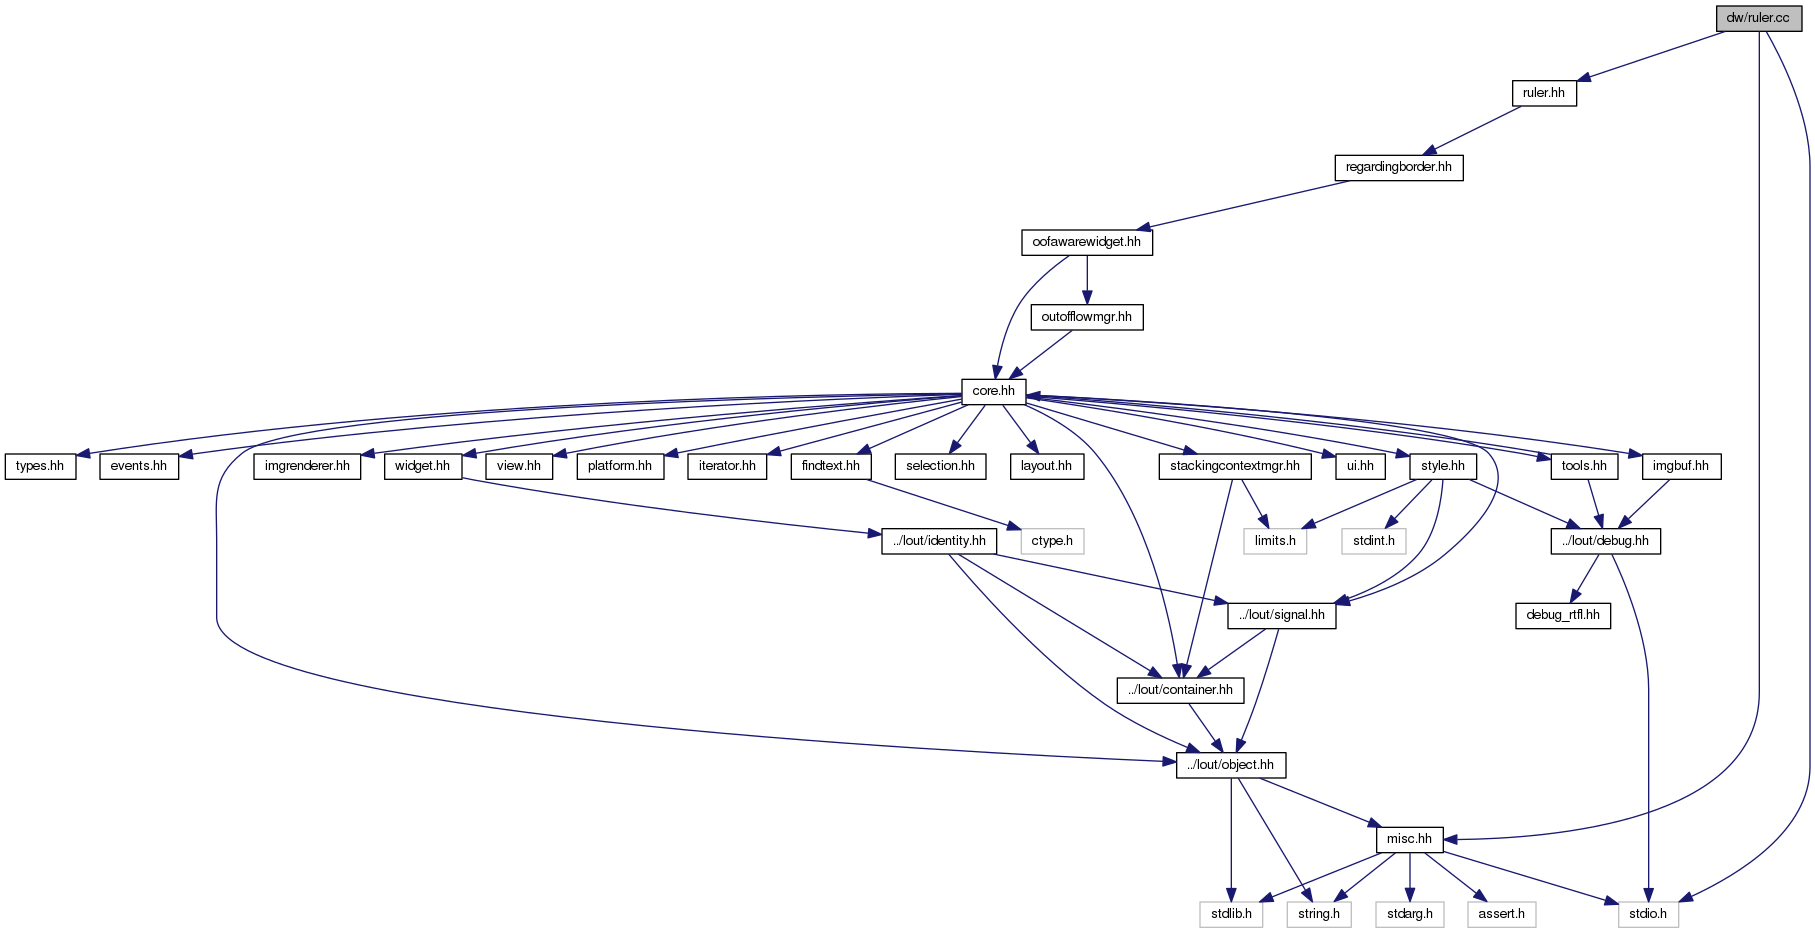 dw/ruler.cc
ruler.hh
regardingborder.hh
oofawarewidget.hh
outofflowmgr.hh
core.hh
types.hh
events.hh
imgrenderer.hh
widget.hh
view.hh
platform.hh
iterator.hh
findtext.hh
selection.hh
layout.hh
stackingcontextmgr.hh
ui.hh
style.hh
tools.hh
imgbuf.hh
../lout/identity.hh
ctype.h
limits.h
stdint.h
../lout/debug.hh
../lout/signal.hh
debug_rtfl.hh
../lout/container.hh
../lout/object.hh
misc.hh
stdlib.h
string.h
stdarg.h
assert.h
stdio.h